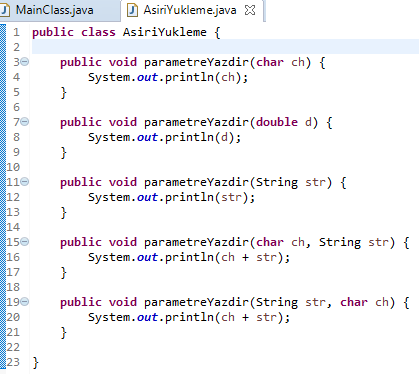 MainClass.java AsiriYukleme.java
1 public class AsiriYukleme {
2
3 public void parametreYazdir(char ch) {
4 System.out.println(ch);
5 }
6
7 public void parametreYazdir(double d) {
8 System.out.println(d);
9 }
10
11 public void parametreYazdir(String str) {
12 System.out.println(str);
13 }
14
15 public void parametreYazdir(char ch, String str) {
16 System.out.println(ch + str);
17 }
18
19 public void parametreYazdir(String str, char ch) {
20 System.out.println(ch + str);
21 }
22
23 }